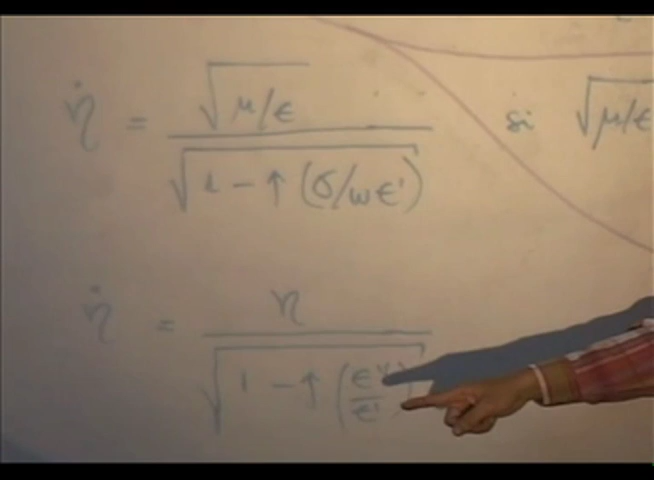 η̇ = √(μ/ϵ) / √(1 - ↑ (σ/ωϵ'))
si √(μ/ϵ
η̇ = η / √(1 - ↑ (ϵ''/ϵ'))